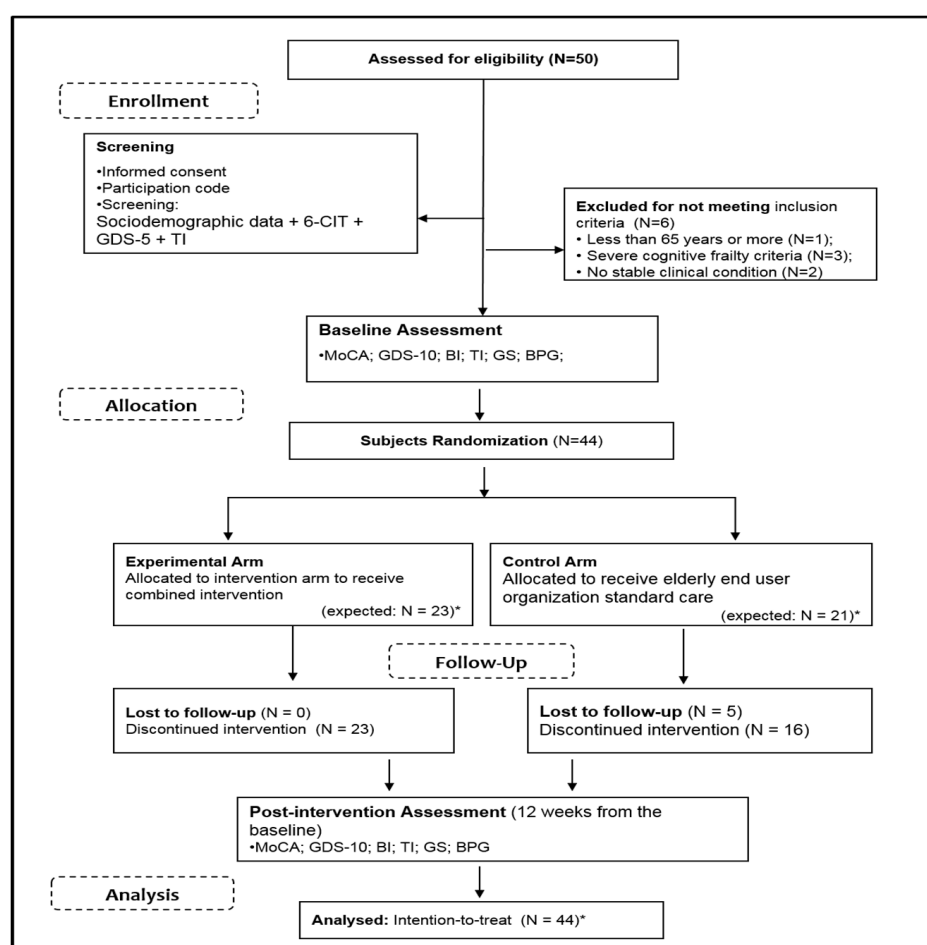 Assessed for eligibility (N=50)
Enrollment
Screening
•Informed consent
•Participation code
•Screening:
Sociodemographic data + 6-CIT +
GDS-5 + TI
Excluded for not meeting inclusion
criteria (N=6)
• Less than 65 years or more (N=1);
• Severe cognitive frailty criteria (N=3);
• No stable clinical condition (N=2)
Baseline Assessment
•MoCA; GDS-10; BI; TI; GS; BPG;
Allocation
Subjects Randomization (N=44)
Experimental Arm
Allocated to intervention arm to receive
combined intervention
(expected: N = 23)*
Control Arm
Allocated to receive elderly end user
organization standard care
(expected: N = 21)*
Follow-Up
Lost to follow-up (N = 0)
Discontinued intervention (N = 23)
Lost to follow-up (N = 5)
Discontinued intervention (N = 16)
Post-intervention Assessment (12 weeks from the
baseline)
•MoCA; GDS-10; BI; TI; GS; BPG
Analysis
Analysed: Intention-to-treat (N = 44)*